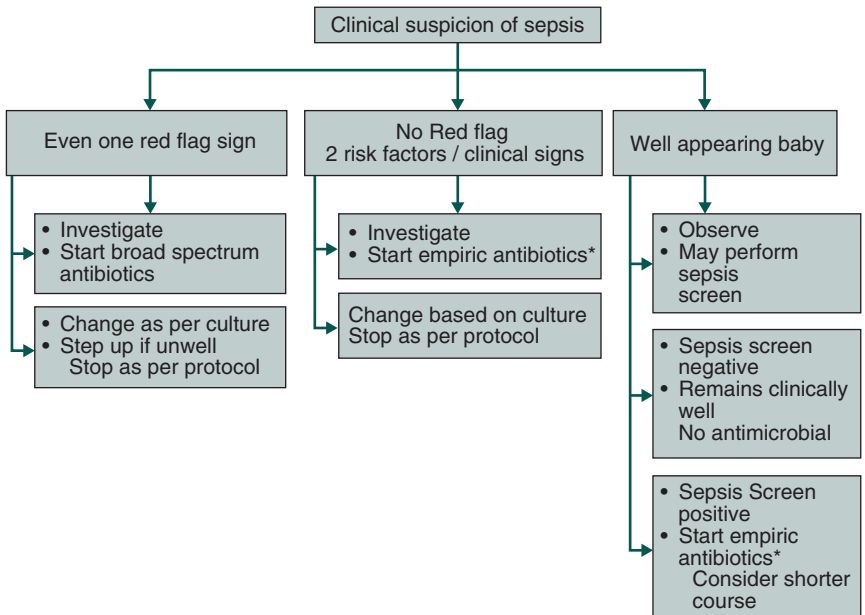 Clinical suspicion of sepsis
Even one red flag sign
• Investigate
• Start broad spectrum
antibiotics
• Change as per culture
• Step up if unwell
Stop as per protocol
No Red flag
2 risk factors / clinical signs
• Investigate
• Start empiric antibiotics*
Change based on culture
Stop as per protocol
Well appearing baby
• Observe
• May perform
sepsis
screen
• Sepsis screen
negative
• Remains clinically
well
No antimicrobial
• Sepsis Screen
positive
• Start empiric
antibiotics*
Consider shorter
course